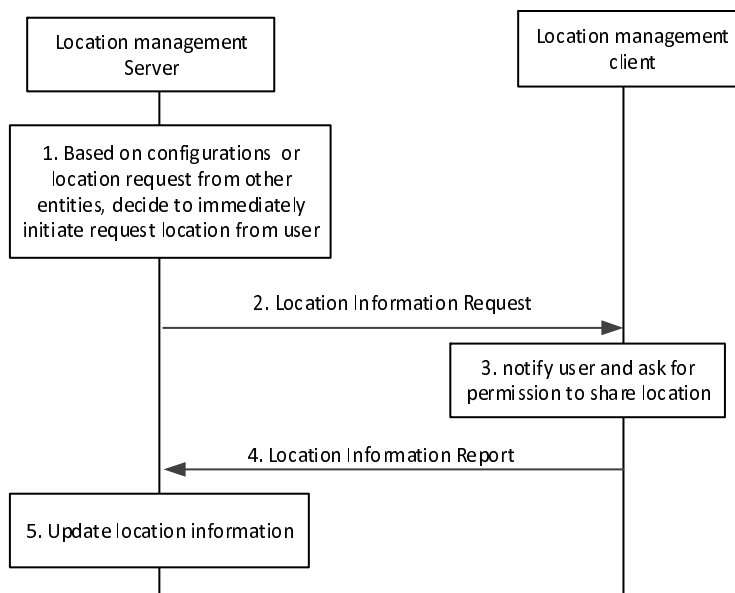 Location management
Server
Location management
client
1. Based on configurations or
location request from other
entities, decide to immediately
initiate request location from user
2. Location Information Request
3. notify user and ask for
permission to share location
4. Location Information Report
5. Update location information